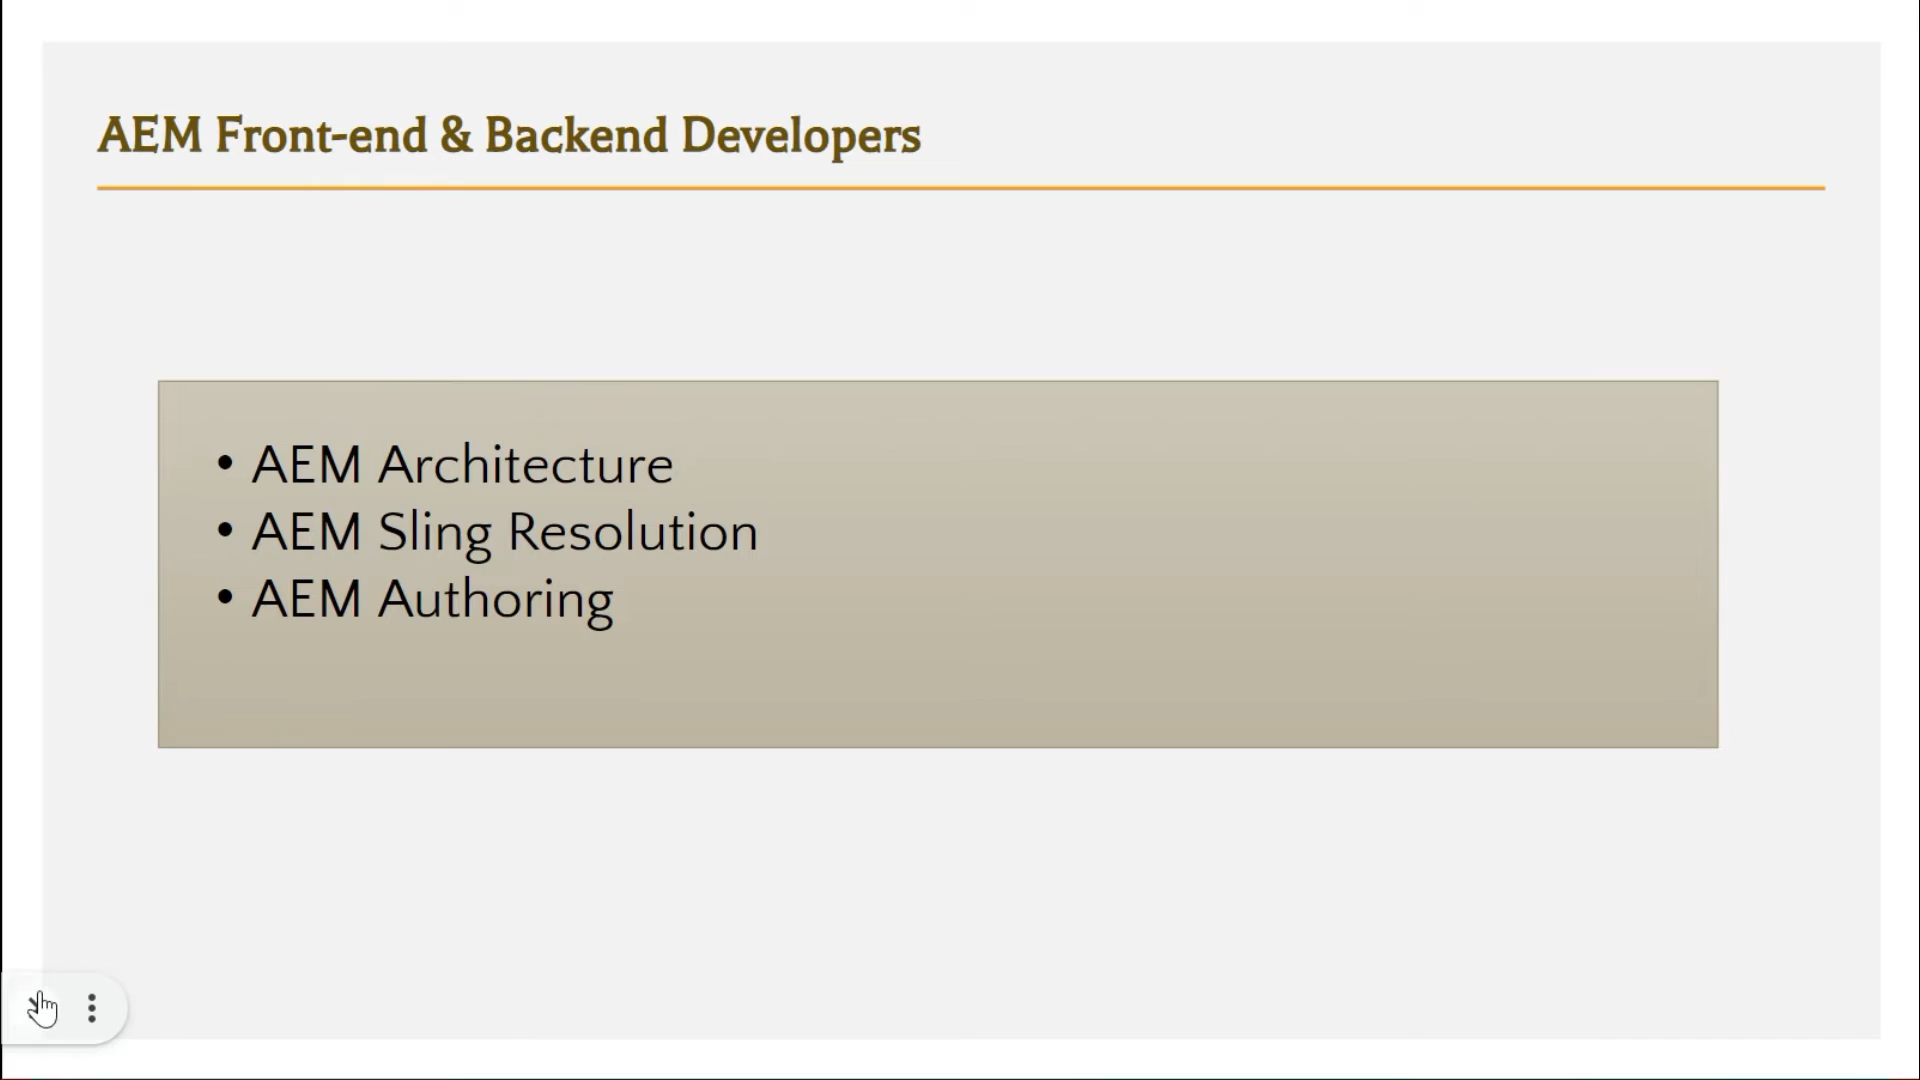 AEM Front-end & Backend Developers
• AEM Architecture
• AEM Sling Resolution
• AEM Authoring